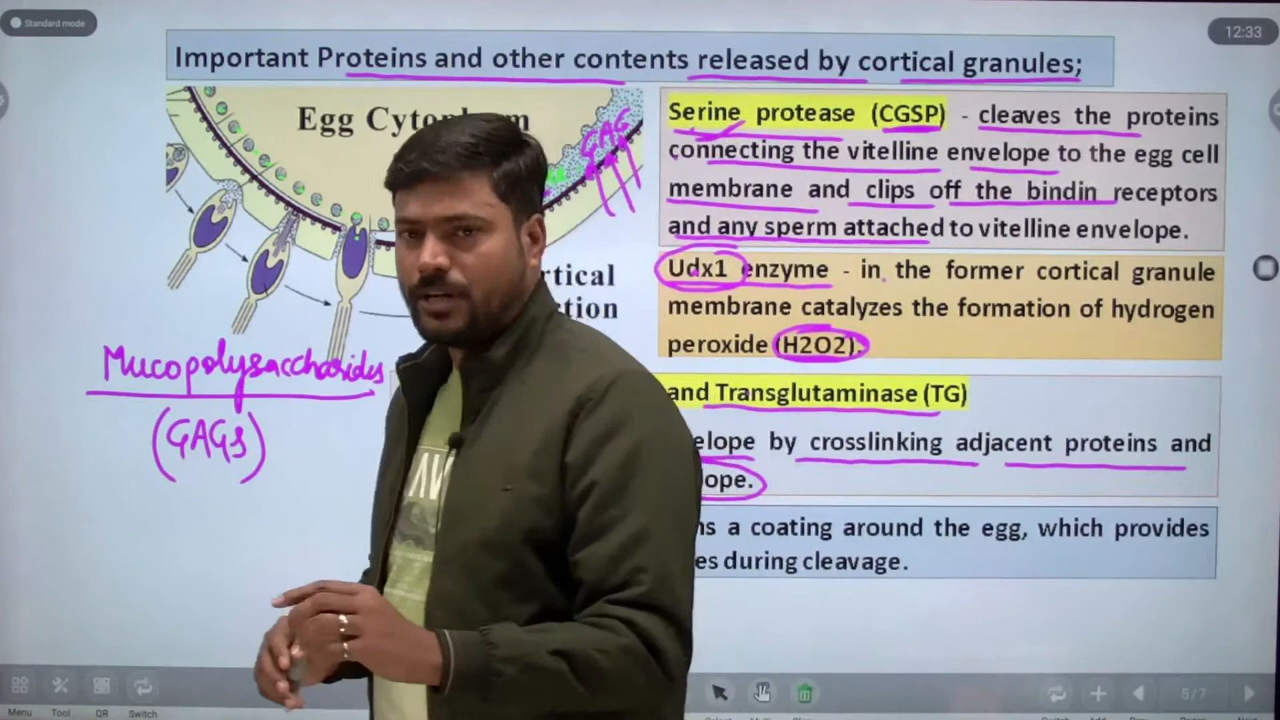 Standard mode
12:33
Important Proteins and other contents released by cortical granules;
Egg
GAG
rtical
tion
Serine protease (CGSP) - cleaves the proteins
connecting the vitelline envelope to the egg cell
membrane and clips off the bindin receptors
and any sperm attached to vitelline envelope.
Udx1 enzyme - in the former cortical granule
membrane catalyzes the formation of hydrogen
peroxide (H2O2).
Mucopolysaccharides
(GAGs)
and Transglutaminase (TG)
elope by crosslinking adjacent proteins and
ope.
ns a coating around the egg, which provides
es during cleavage.
Menu Tool QR Switch
5/7